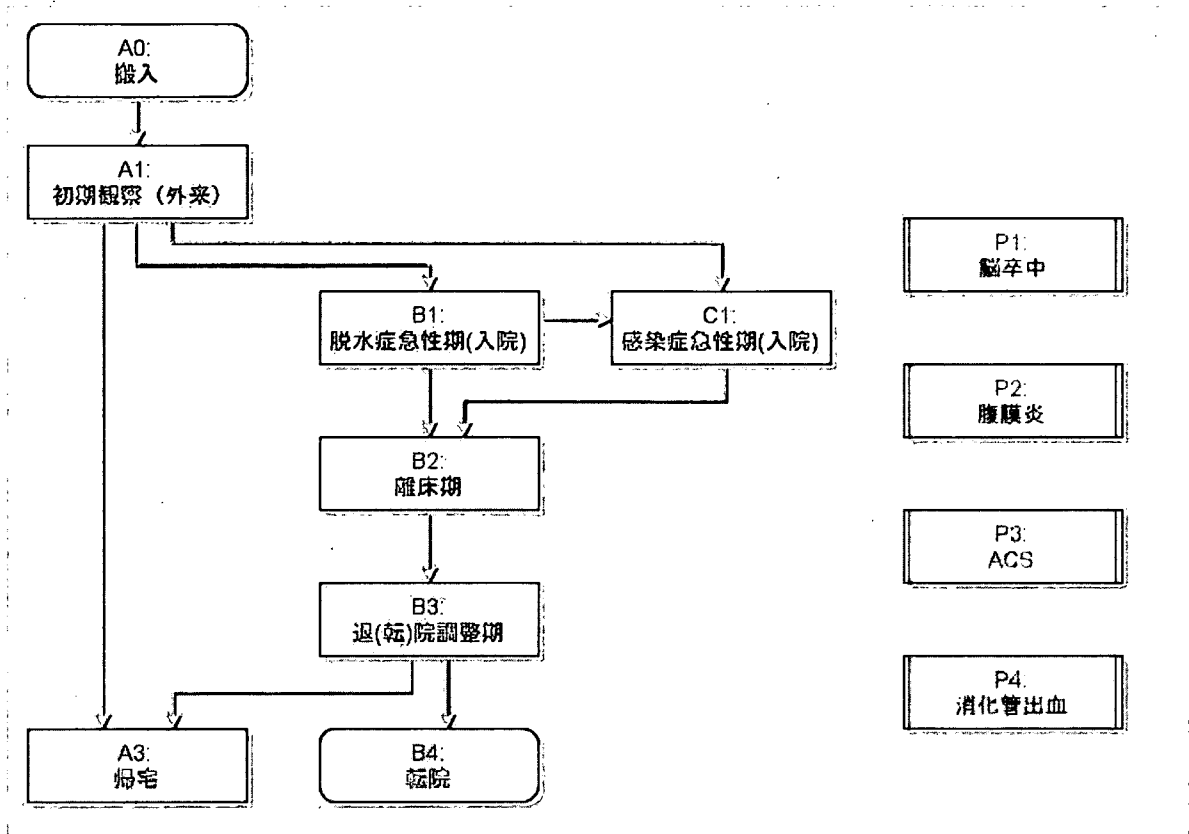 A0:
搬入
A1:
初期観察（外来）
P1:
脳卒中
B1:
脱水症急性期(入院)
C1:
感染症急性期(入院)
P2:
腹膜炎
B2:
離床期
P3:
ACS
B3:
退(転)院調整期
P4:
消化管出血
A3:
帰宅
B4:
転院